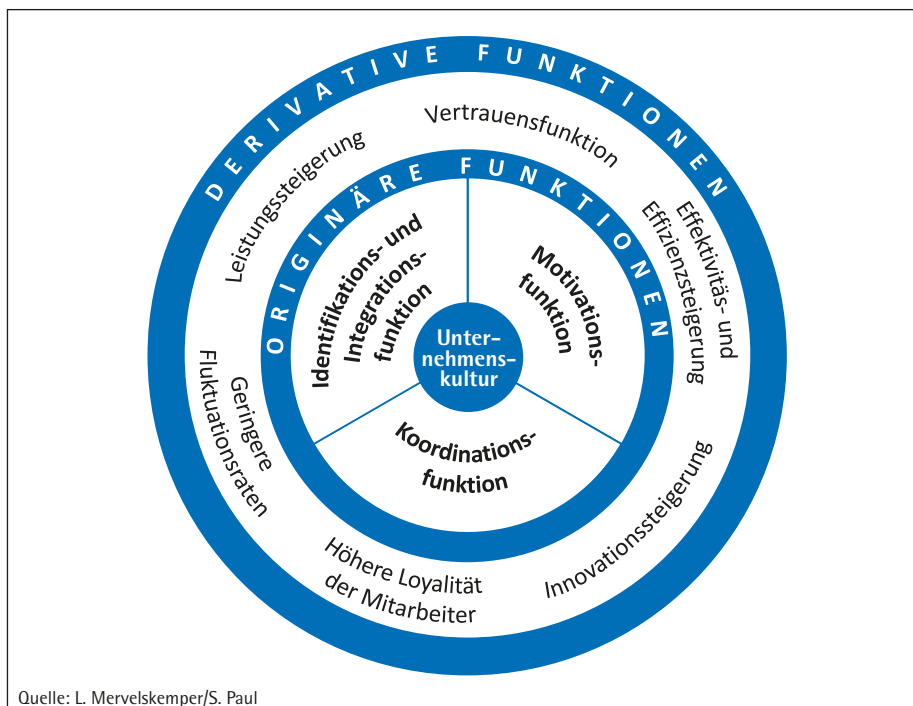 DERIVATIVE FUNKTIONEN
Vertrauensfunktion
Leistungssteigerung
Effektivitäs- und
Effizienzsteigerung
ORIGINÄRE FUNKTIONEN
Identifikations- und
Integrations-
funktion
Motivations-
funktion
Unter-
nehmens-
kultur
Koordinations-
funktion
Geringere
Fluktuationsraten
Höhere Loyalität
der Mitarbeiter
Innovationssteigerung
Quelle: L. Mervelskemper/S. Paul